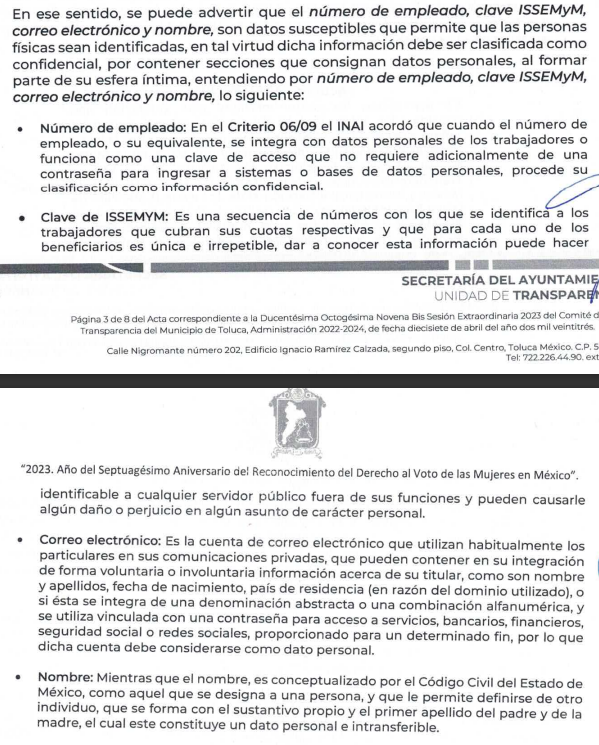 En ese sentido, se puede advertir que el número de empleado, clave ISSEMyM,
correo electrónico y nombre, son datos susceptibles que permite que las personas
físicas sean identificadas, en tal virtud dicha información debe ser clasificada como
confidencial, por contener secciones que consignan datos personales, al formar
parte de su esfera íntima, entendiendo por número de empleado, clave ISSEMyM,
correo electrónico y nombre, lo siguiente:
• Número de empleado: En el Criterio 06/09 el INAI acordó que cuando el número de
empleado, o su equivalente, se integra con datos personales de los trabajadores o
funciona como una clave de acceso que no requiere adicionalmente de una
contraseña para ingresar a sistemas o bases de datos personales, procede su
clasificación como información confidencial.
• Clave de ISSEMYM: Es una secuencia de números con los que se identifica a los
trabajadores que cubran sus cuotas respectivas y que para cada uno de los
beneficiarios es única e irrepetible, dar a conocer esta información puede hacer
SECRETARÍA DEL AYUNTAMIE
UNIDAD DE TRANSPAREN
Página 3 de 8 del Acta correspondiente a la Ducentésima Octogésima Novena Bis Sesión Extraordinaria 2023 del Comité d
Transparencia del Municipio de Toluca, Administración 2022-2024, de fecha diecisiete de abril del año dos mil veintitrés.
Calle Nigromante número 202, Edificio Ignacio Ramírez Calzada, segundo piso, Col. Centro, Toluca México. C.P. 5
Tel: 722.226.44.90. ext
"2023. Año del Septuagésimo Aniversario del Reconocimiento del Derecho al Voto de las Mujeres en México".
identificable a cualquier servidor público fuera de sus funciones y pueden causarle
algún daño o perjuicio en algún asunto de carácter personal.
• Correo electrónico: Es la cuenta de correo electrónico que utilizan habitualmente los
particulares en sus comunicaciones privadas, que pueden contener en su integración
de forma voluntaria o involuntaria información acerca de su titular, como son nombre
y apellidos, fecha de nacimiento, país de residencia (en razón del dominio utilizado), o
si ésta se integra de una denominación abstracta o una combinación alfanumérica, y
se utiliza vinculada con una contraseña para acceso a servicios, bancarios, financieros,
seguridad social o redes sociales, proporcionado para un determinado fin, por lo que
dicha cuenta debe considerarse como dato personal.
• Nombre: Mientras que el nombre, es conceptualizado por el Código Civil del Estado de
México, como aquel que se designa a una persona, y que le permite definirse de otro
individuo, que se forma con el sustantivo propio y el primer apellido del padre y de la
madre, el cual este constituye un dato personal e intransferible.